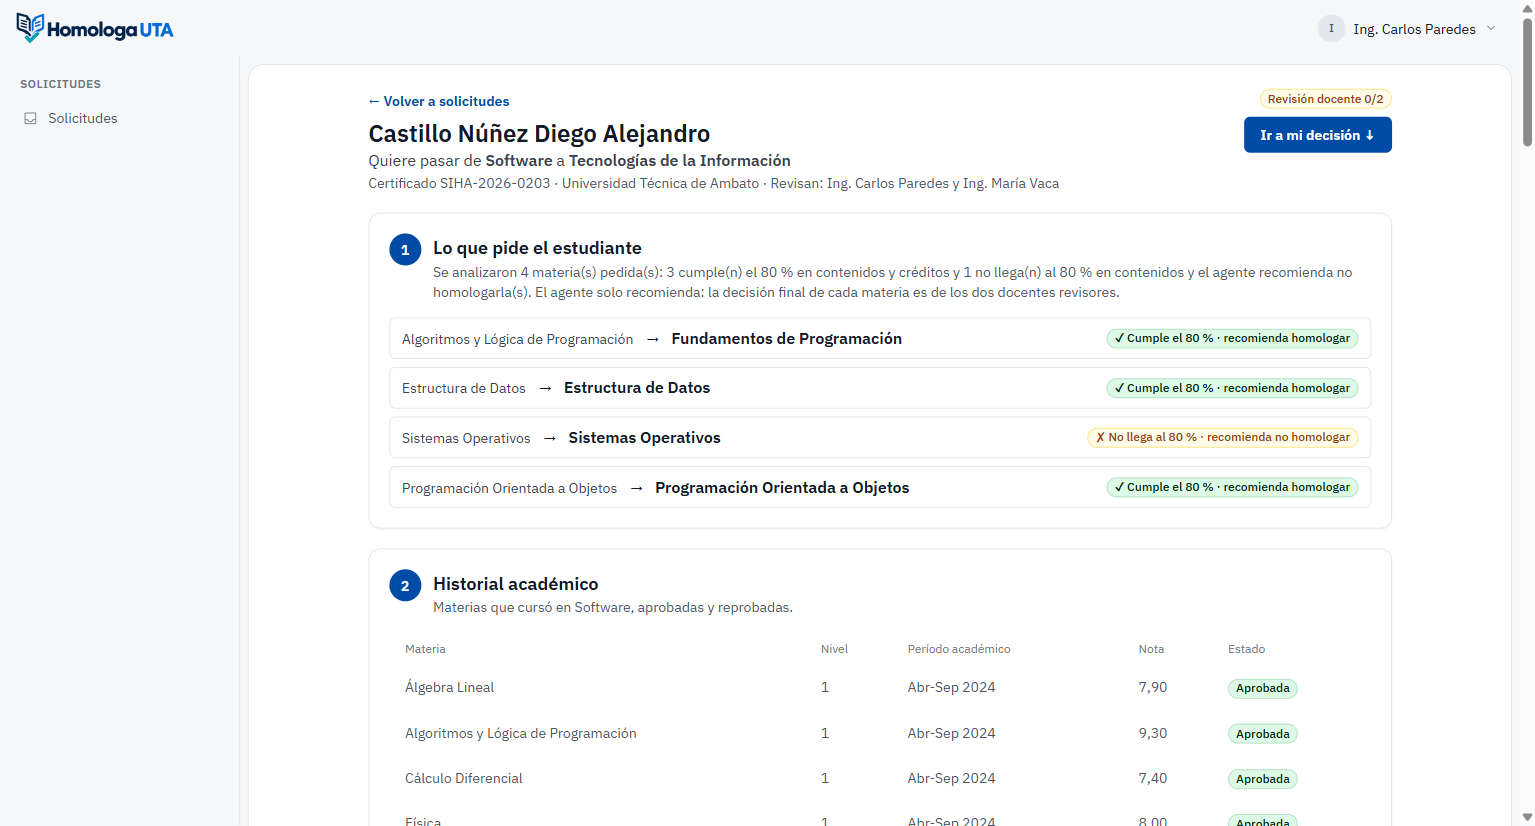 HomologaUTA
I Ing. Carlos Paredes
SOLICITUDES
Solicitudes
← Volver a solicitudes
Revisión docente 0/2
Castillo Núñez Diego Alejandro
Ir a mi decisión ↓
Quiere pasar de Software a Tecnologías de la Información
Certificado SIHA-2026-0203 · Universidad Técnica de Ambato · Revisan: Ing. Carlos Paredes y Ing. María Vaca
1 Lo que pide el estudiante
Se analizaron 4 materia(s) pedida(s): 3 cumple(n) el 80 % en contenidos y créditos y 1 no llega(n) al 80 % en contenidos y el agente recomienda no
homologarla(s). El agente solo recomienda: la decisión final de cada materia es de los dos docentes revisores.
Algoritmos y Lógica de Programación → Fundamentos de Programación ✓ Cumple el 80 % · recomienda homologar
Estructura de Datos → Estructura de Datos ✓ Cumple el 80 % · recomienda homologar
Sistemas Operativos → Sistemas Operativos ✗ No llega al 80 % · recomienda no homologar
Programación Orientada a Objetos → Programación Orientada a Objetos ✓ Cumple el 80 % · recomienda homologar
2 Historial académico
Materias que cursó en Software, aprobadas y reprobadas.
Materia Nivel Período académico Nota Estado
Álgebra Lineal 1 Abr-Sep 2024 7,90 Aprobada
Algoritmos y Lógica de Programación 1 Abr-Sep 2024 9,30 Aprobada
Cálculo Diferencial 1 Abr-Sep 2024 7,40 Aprobada
Física 1 Abr-Sep 2024 8,00 Aprobada